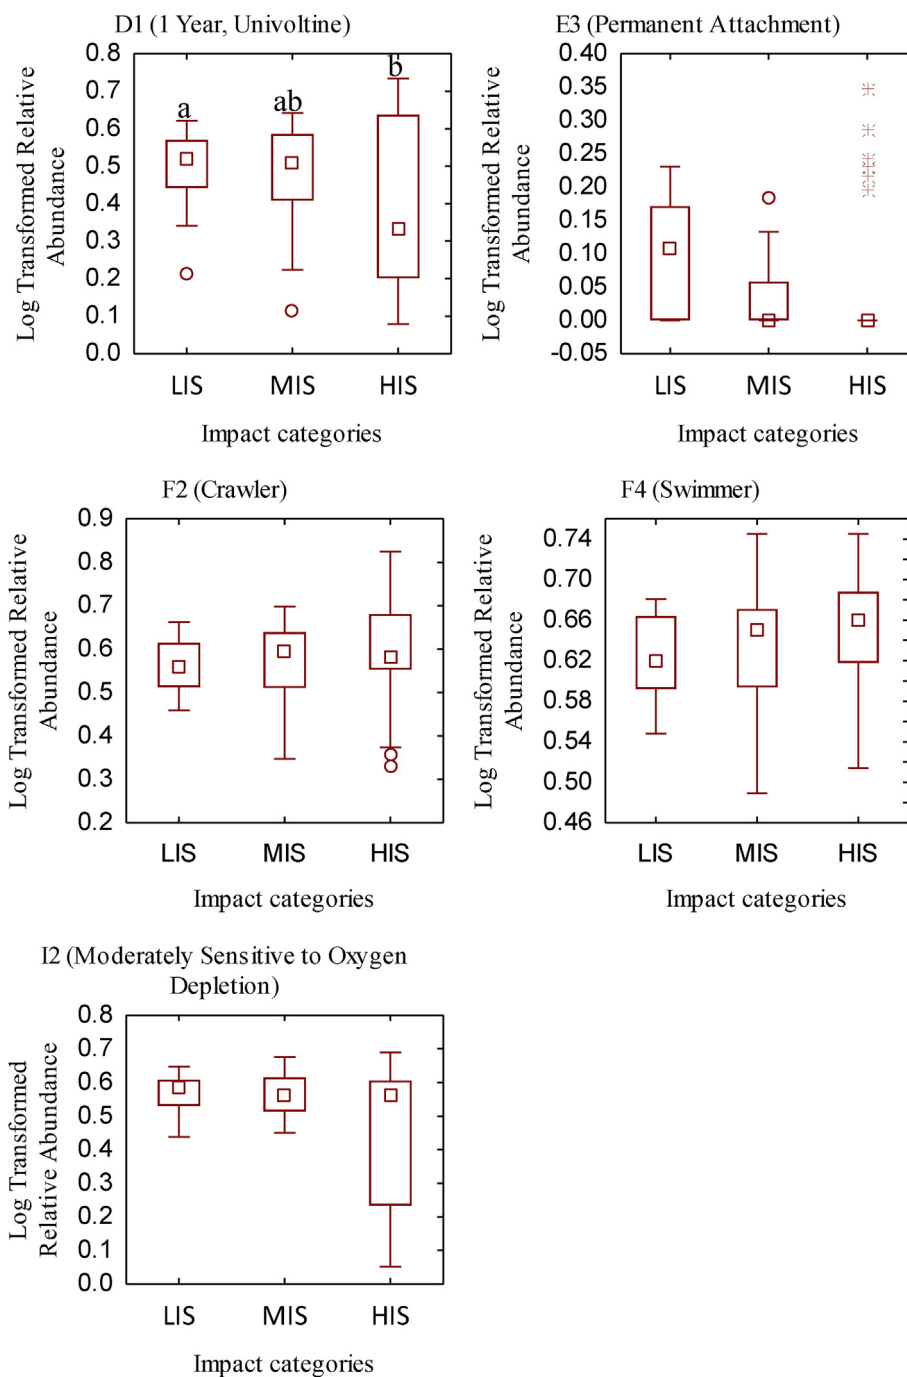 D1 (1 Year, Univoltine)
Log Transformed Relative
Abundance
0.8
0.7
0.6
0.5
0.4
0.3
0.2
0.1
0.0
a
ab
b
LIS MIS HIS
Impact categories
E3 (Permanent Attachment)
Log Transformed Relative
Abundance
0.40
0.35
0.30
0.25
0.20
0.15
0.10
0.05
0.00
-0.05
LIS MIS HIS
Impact categories
F2 (Crawler)
Log Transformed Relative
Abundance
0.9
0.8
0.7
0.6
0.5
0.4
0.3
0.2
LIS MIS HIS
Impact categories
F4 (Swimmer)
Log Transformed Relative
Abundance
0.74
0.70
0.66
0.62
0.58
0.54
0.50
0.46
LIS MIS HIS
Impact categories
I2 (Moderately Sensitive to Oxygen
Depletion)
Log Transformed
Relative Abundance
0.8
0.7
0.6
0.5
0.4
0.3
0.2
0.1
0.0
LIS MIS HIS
Impact categories